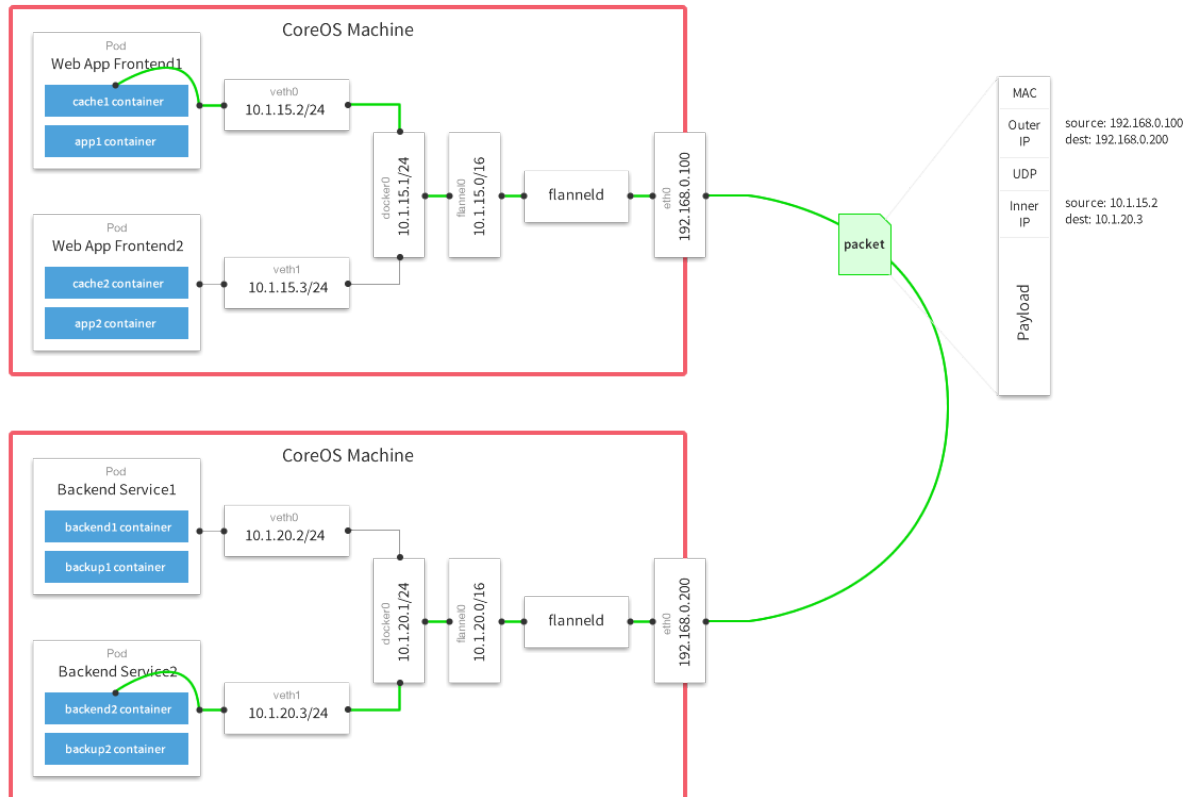 CoreOS Machine
Pod
Web App Frontend1
cache1 container
app1 container
veth0
10.1.15.2/24
Pod
Web App Frontend2
cache2 container
app2 container
veth1
10.1.15.3/24
docker0
10.1.15.1/24
flannel0
10.1.15.0/16
flanneld
eth0
192.168.0.100
packet
MAC
Outer
IP
source: 192.168.0.100
dest: 192.168.0.200
UDP
Inner
IP
source: 10.1.15.2
dest: 10.1.20.3
Payload
CoreOS Machine
Pod
Backend Service1
backend1 container
backup1 container
veth0
10.1.20.2/24
Pod
Backend Service2
backend2 container
backup2 container
veth1
10.1.20.3/24
docker0
10.1.20.1/24
flannel0
10.1.20.0/16
flanneld
eth0
192.168.0.200